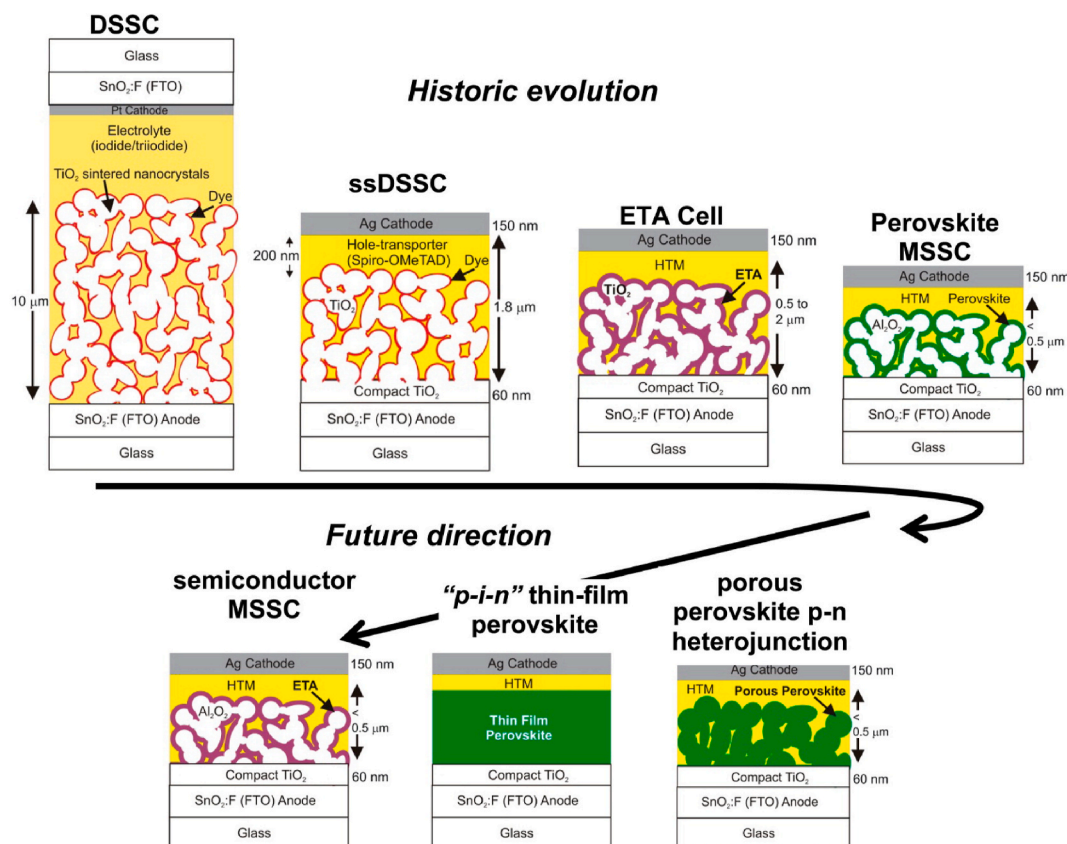 DSSC
Glass
SnO₂:F (FTO)
Pt Cathode
Electrolyte
(iodide/triiodide)
TiO₂ sintered nanocrystals
Dye
10 μm
SnO₂:F (FTO) Anode
Glass
Historic evolution
ssDSSC
Ag Cathode
150 nm
200 nm
Hole-transporter
(Spiro-OMeTAD)
Dye
TiO₂
1.8 μm
Compact TiO₂
60 nm
SnO₂:F (FTO) Anode
Glass
ETA Cell
Ag Cathode
150 nm
HTM
ETA
TiO₂
0.5 to
2 μm
Compact TiO₂
60 nm
SnO₂:F (FTO) Anode
Glass
Perovskite
MSSC
Ag Cathode
150 nm
HTM
Perovskite
Al₂O₂
<
0.5 μm
Compact TiO₂
60 nm
SnO₂:F (FTO) Anode
Glass
Future direction
semiconductor
MSSC
Ag Cathode
150 nm
HTM
ETA
Al₂O₂
<
0.5 μm
Compact TiO₂
60 nm
SnO₂:F (FTO) Anode
Glass
“p-i-n” thin-film
perovskite
Ag Cathode
HTM
Thin Film
Perovskite
Compact TiO₂
SnO₂:F (FTO) Anode
Glass
porous
perovskite p-n
heterojunction
Ag Cathode
150 nm
HTM
Porous Perovskite
<
0.5 μm
Compact TiO₂
60 nm
SnO₂:F (FTO) Anode
Glass